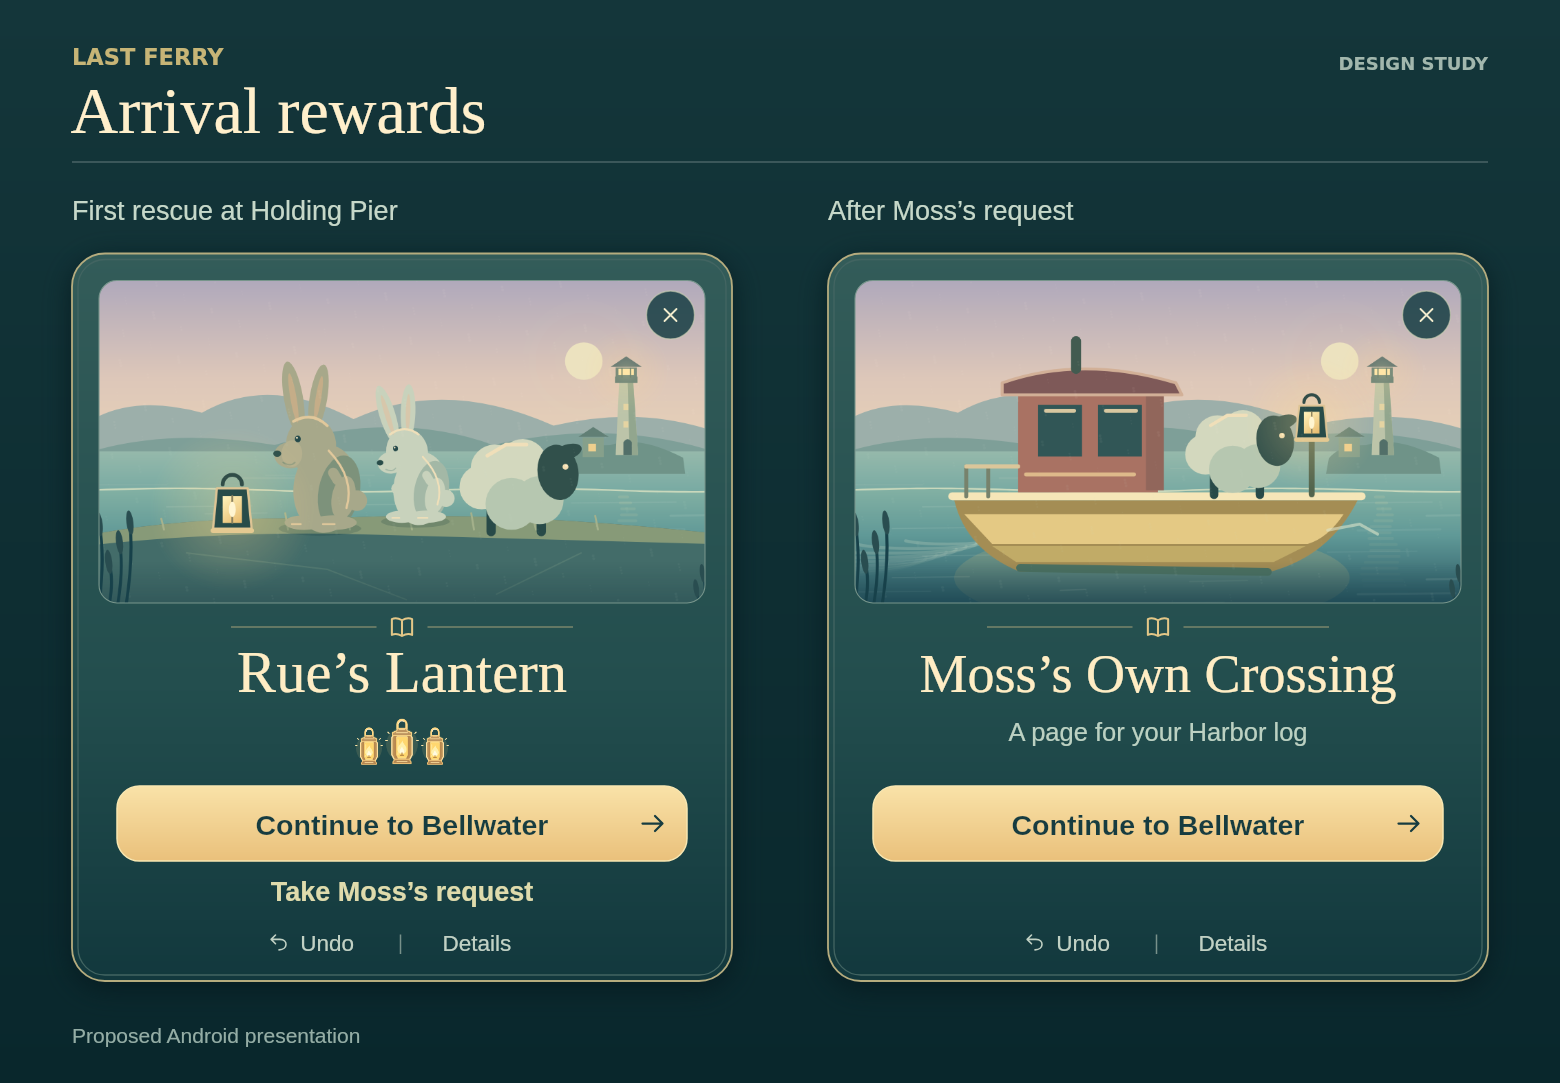 LAST FERRY
DESIGN STUDY
Arrival rewards
First rescue at Holding Pier
After Moss’s request
Rue’s Lantern
Continue to Bellwater
Take Moss’s request
Undo | Details
Moss’s Own Crossing
A page for your Harbor log
Continue to Bellwater
Undo | Details
Proposed Android presentation